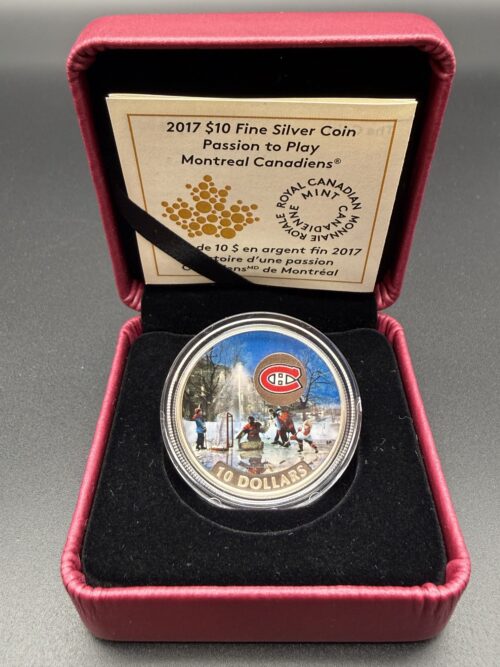 2017 $10 Fine Silver Coin
Passion to Play
Montreal Canadiens®
ROYAL CANADIAN MINT
MONNAIE ROYALE CANADIENNE
de 10 $ en argent fin 2017
d'une passion
de Montréal
10 DOLLARS